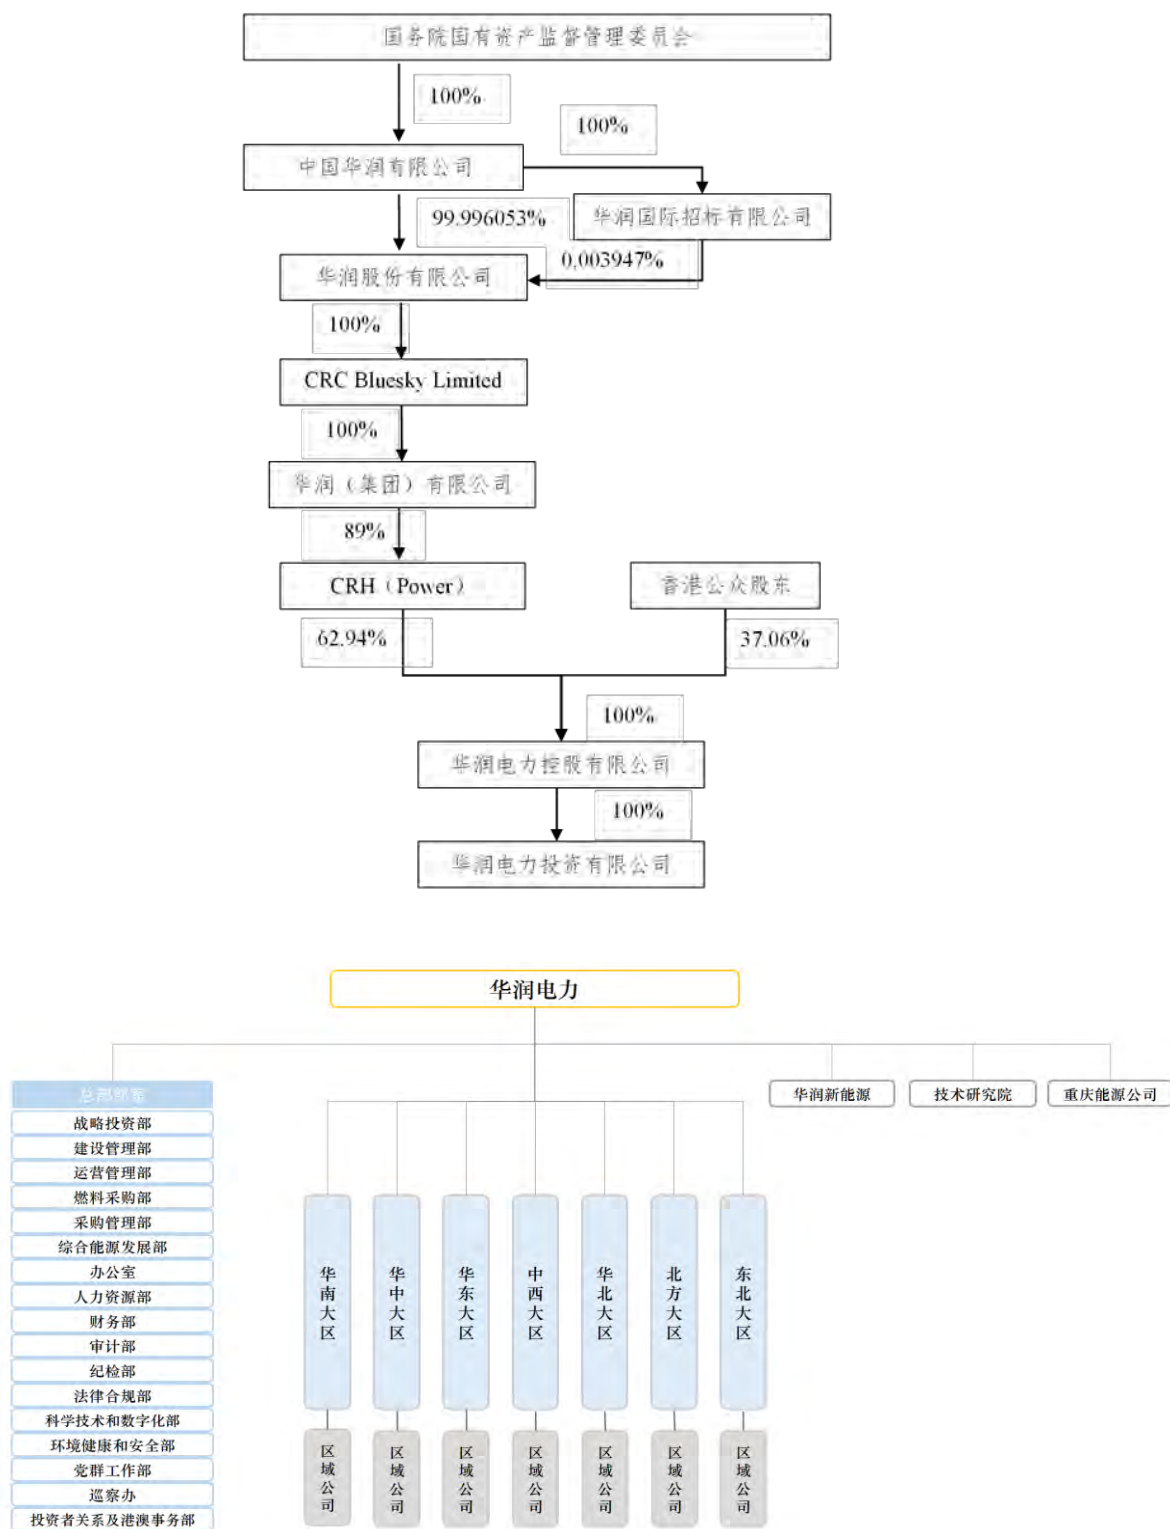 国务院国有资产监督管理委员会
100%
100%
中国华润有限公司
99.996053%
华润国际招标有限公司
0.003947%
华润股份有限公司
100%
CRC Bluesky Limited
100%
华润（集团）有限公司
89%
CRH（Power）
香港公众股东
62.94%
37.06%
100%
华润电力控股有限公司
100%
华润电力投资有限公司
华润电力
总部部室
华润新能源
技术研究院
重庆能源公司
战略投资部
建设管理部
运营管理部
燃料采购部
采购管理部
综合能源发展部
办公室
人力资源部
财务部
审计部
纪检部
法律合规部
科学技术和数字化部
环境健康和安全部
党群工作部
巡察办
投资者关系及港澳事务部
华南大区
华中大区
华东大区
中西大区
华北大区
北方大区
东北大区
区域公司
区域公司
区域公司
区域公司
区域公司
区域公司
区域公司